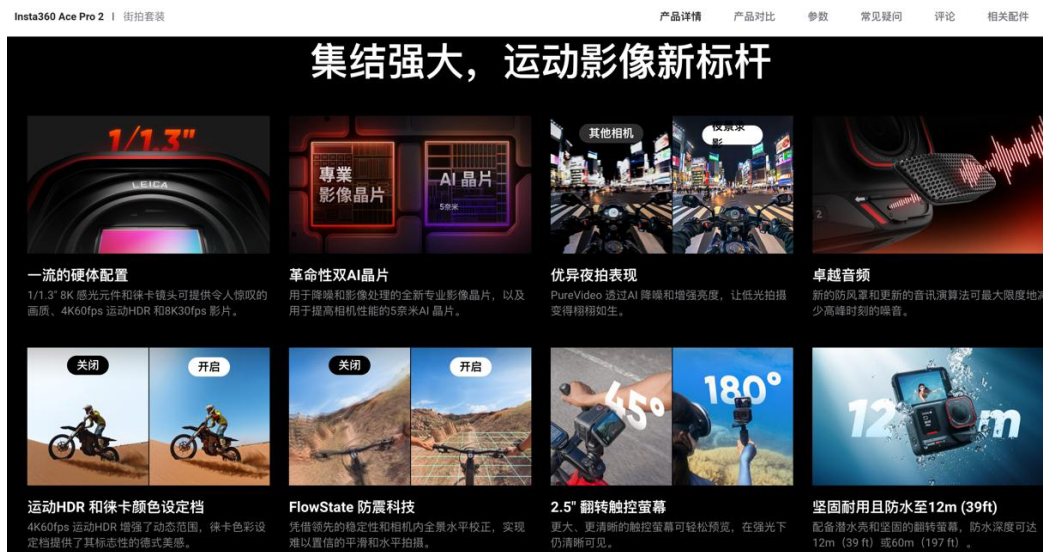 Insta360 Ace Pro 2 | 街拍套装
产品详情 产品对比 参数 常见疑问 评论 相关配件
集结强大，运动影像新标杆
1/1.3"
LEICA
專業
影像晶片
AI 晶片
5奈米
其他相机
夜景录
影
2
一流的硬体配置
1/1.3" 8K 感光元件和徕卡镜头可提供令人惊叹的
画质、4K60fps 运动HDR 和8K30fps 影片。
革命性双AI晶片
用于降噪和影像处理的全新专业影像晶片，以及
用于提高相机性能的5奈米AI 晶片。
优异夜拍表现
PureVideo 透过AI 降噪和增强亮度，让低光拍摄
变得栩栩如生。
卓越音频
新的防风罩和更新的音讯演算法可最大限度地减
少高峰时刻的噪音。
关闭
开启
关闭
开启
45°
180°
12m
运动HDR 和徕卡颜色设定档
4K60fps 运动HDR 增强了动态范围，徕卡色彩设
定档提供了其标志性的德式美感。
FlowState 防震科技
凭借领先的稳定性和相机内全景水平校正，实现
难以置信的平滑和水平拍摄。
2.5" 翻转触控萤幕
更大、更清晰的触控萤幕可轻松预览，在强光下
仍清晰可见。
坚固耐用且防水至12m (39ft)
配备潜水壳和坚固的翻转萤幕，防水深度可达
12m（39 ft）或60m（197 ft）。